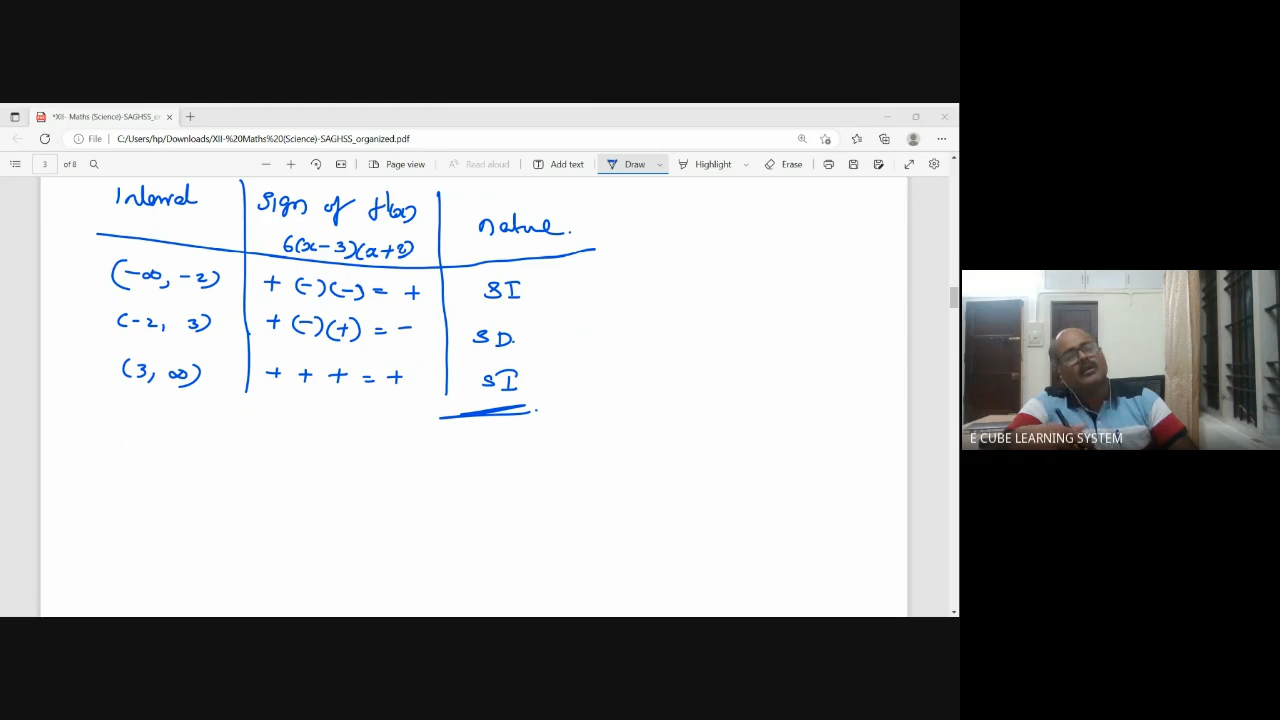 *XII- Maths (Science)-SAGHSS_or
File
C:/Users/hp/Downloads/XII-%20Maths%20(Science)-SAGHSS_organized.pdf
3 of 8
Page view
Read aloud
Add text
Draw
Highlight
Erase
Interval Sign of f'(x) nature.
6(x-3)(x+2)
(-∞, -2) + (-)(-) = + SI
(-2, 3) + (-)(+) = - SD.
(3, ∞) + + + = + SI
E CUBE LEARNING SYSTEM